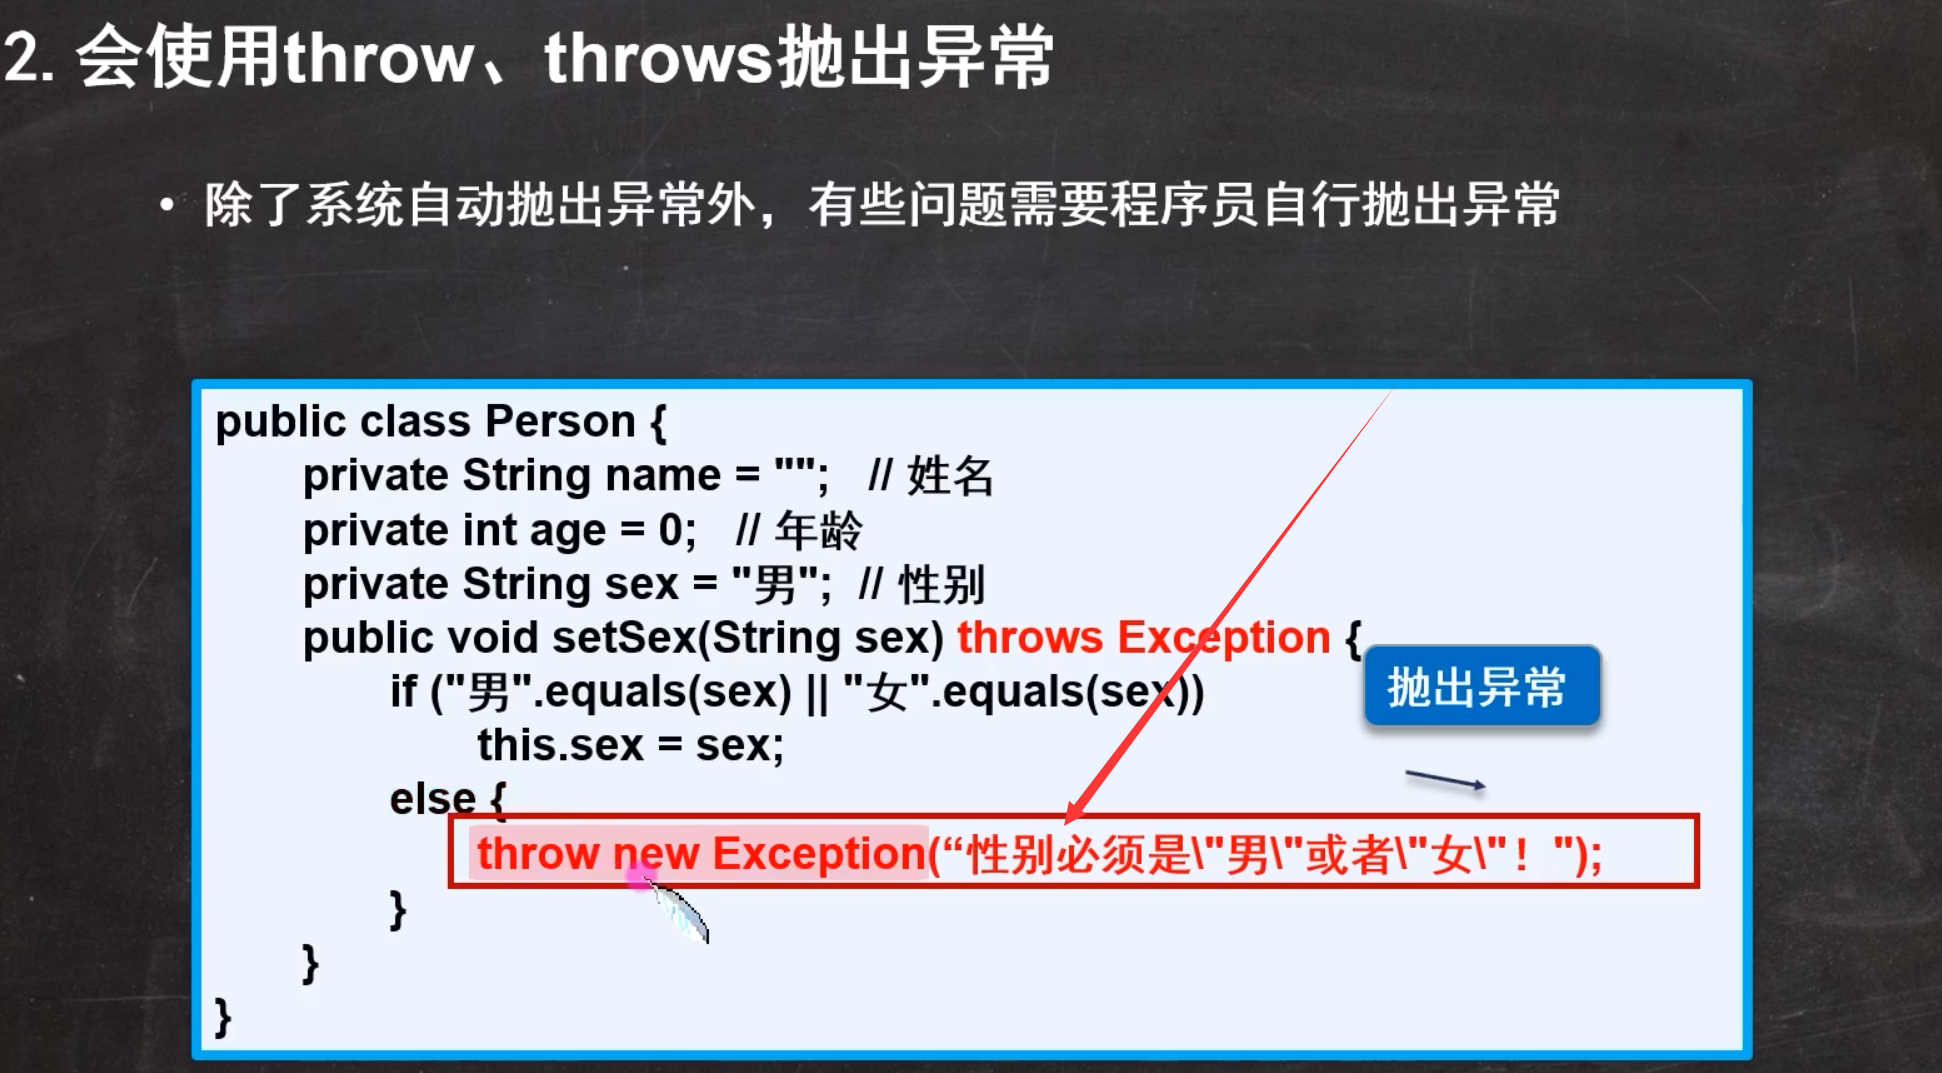 2. 会使用throw、throws抛出异常
• 除了系统自动抛出异常外，有些问题需要程序员自行抛出异常
public class Person {
private String name = "";   // 姓名
private int age = 0;   // 年龄
private String sex = "男";  // 性别
public void setSex(String sex) throws Exception {
if ("男".equals(sex) || "女".equals(sex))
抛出异常
this.sex = sex;
else {
throw new Exception(“性别必须是\"男\"或者\"女\"！");
}
}
}